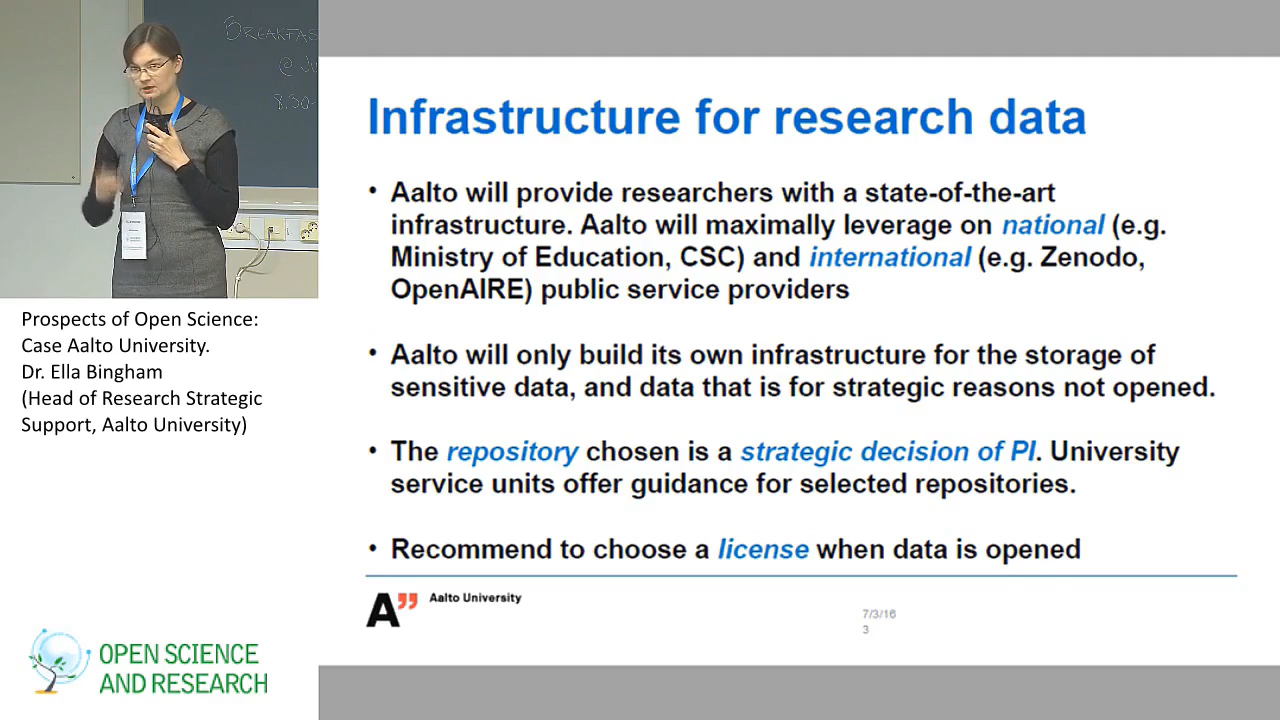 BREAKFAS
@ JU
8.30-
Prospects of Open Science:
Case Aalto University.
Dr. Ella Bingham
(Head of Research Strategic
Support, Aalto University)
OPEN SCIENCE
AND RESEARCH
Infrastructure for research data
• Aalto will provide researchers with a state-of-the-art
infrastructure. Aalto will maximally leverage on national (e.g.
Ministry of Education, CSC) and international (e.g. Zenodo,
OpenAIRE) public service providers
• Aalto will only build its own infrastructure for the storage of
sensitive data, and data that is for strategic reasons not opened.
• The repository chosen is a strategic decision of PI. University
service units offer guidance for selected repositories.
• Recommend to choose a license when data is opened
A”
Aalto University
7/3/16
3